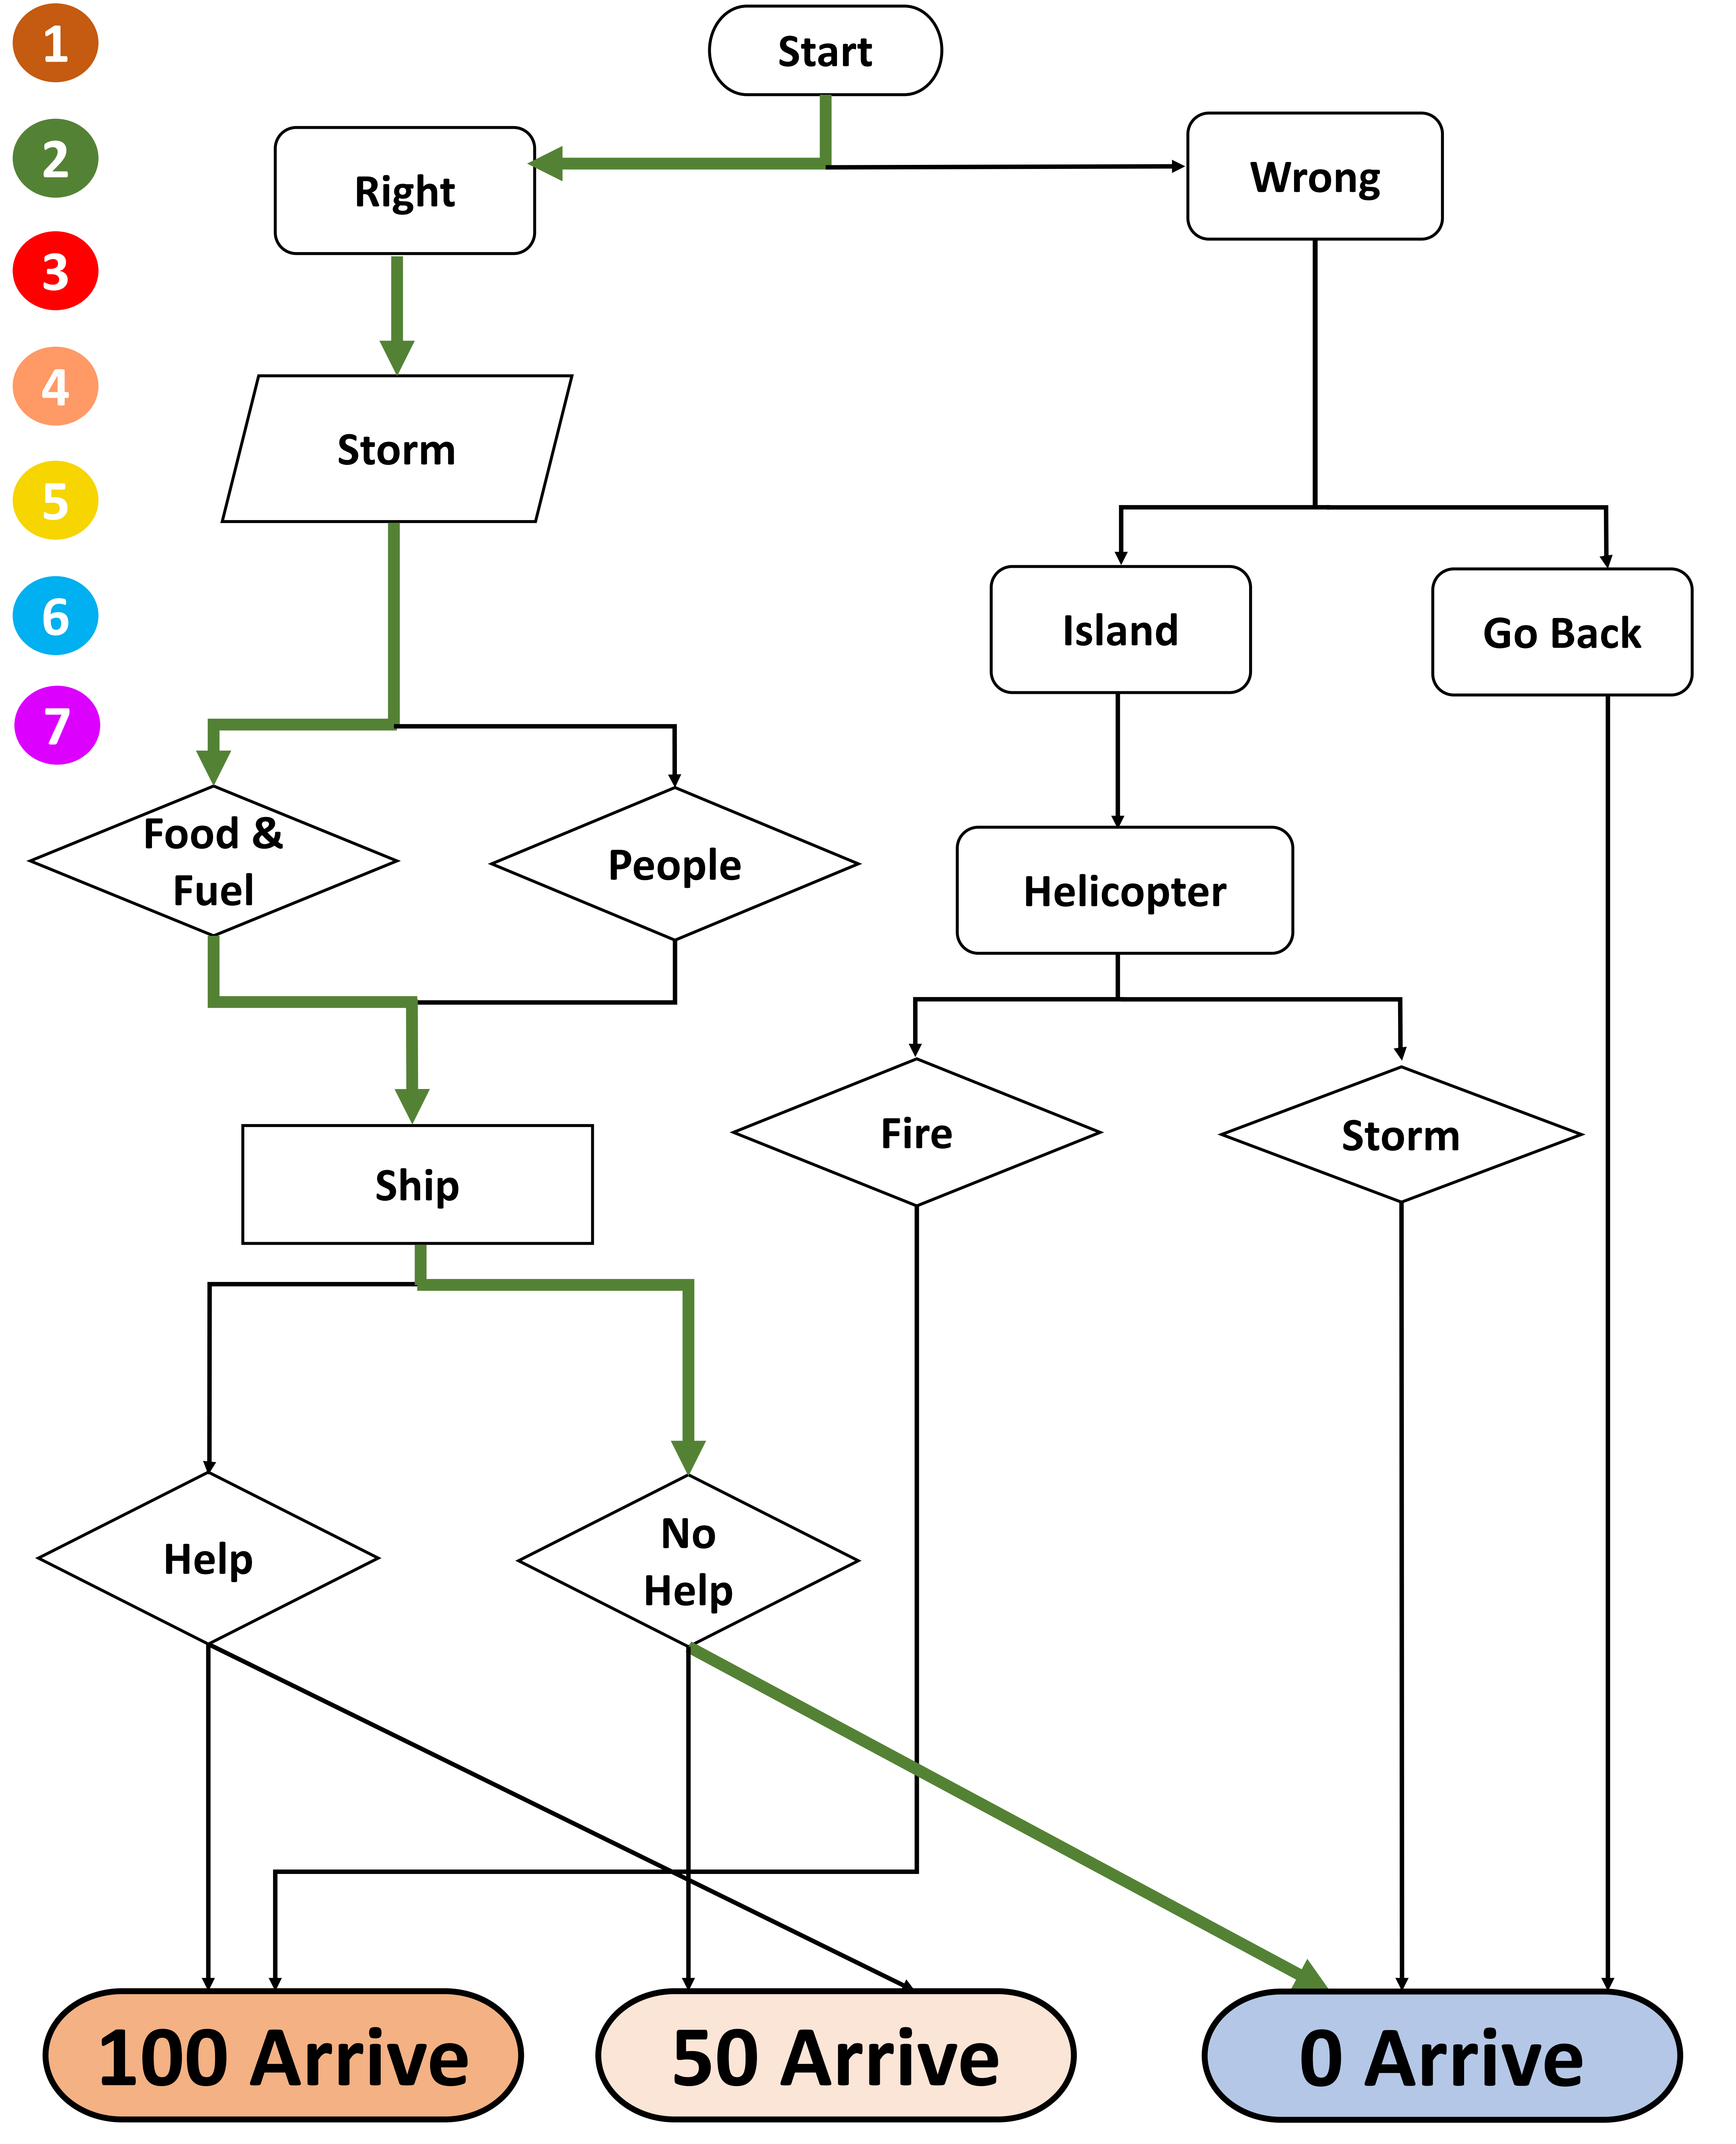 1
2
3
4
5
6
7
Start
Right
Wrong
Storm
Island
Go Back
Food &
Fuel
People
Helicopter
Ship
Fire
Storm
Help
No
Help
100 Arrive
50 Arrive
0 Arrive